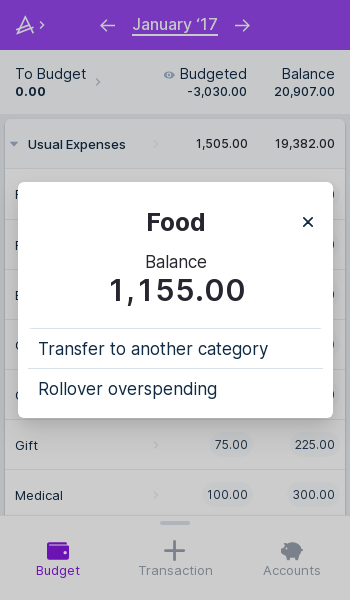 January ‘17
To Budget
0.00
Budgeted
-3,030.00
Balance
20,907.00
Usual Expenses 1,505.00 19,382.00
Food
Balance
1,155.00
Transfer to another category
Rollover overspending
Gift 75.00 225.00
Medical 100.00 300.00
Budget Transaction Accounts